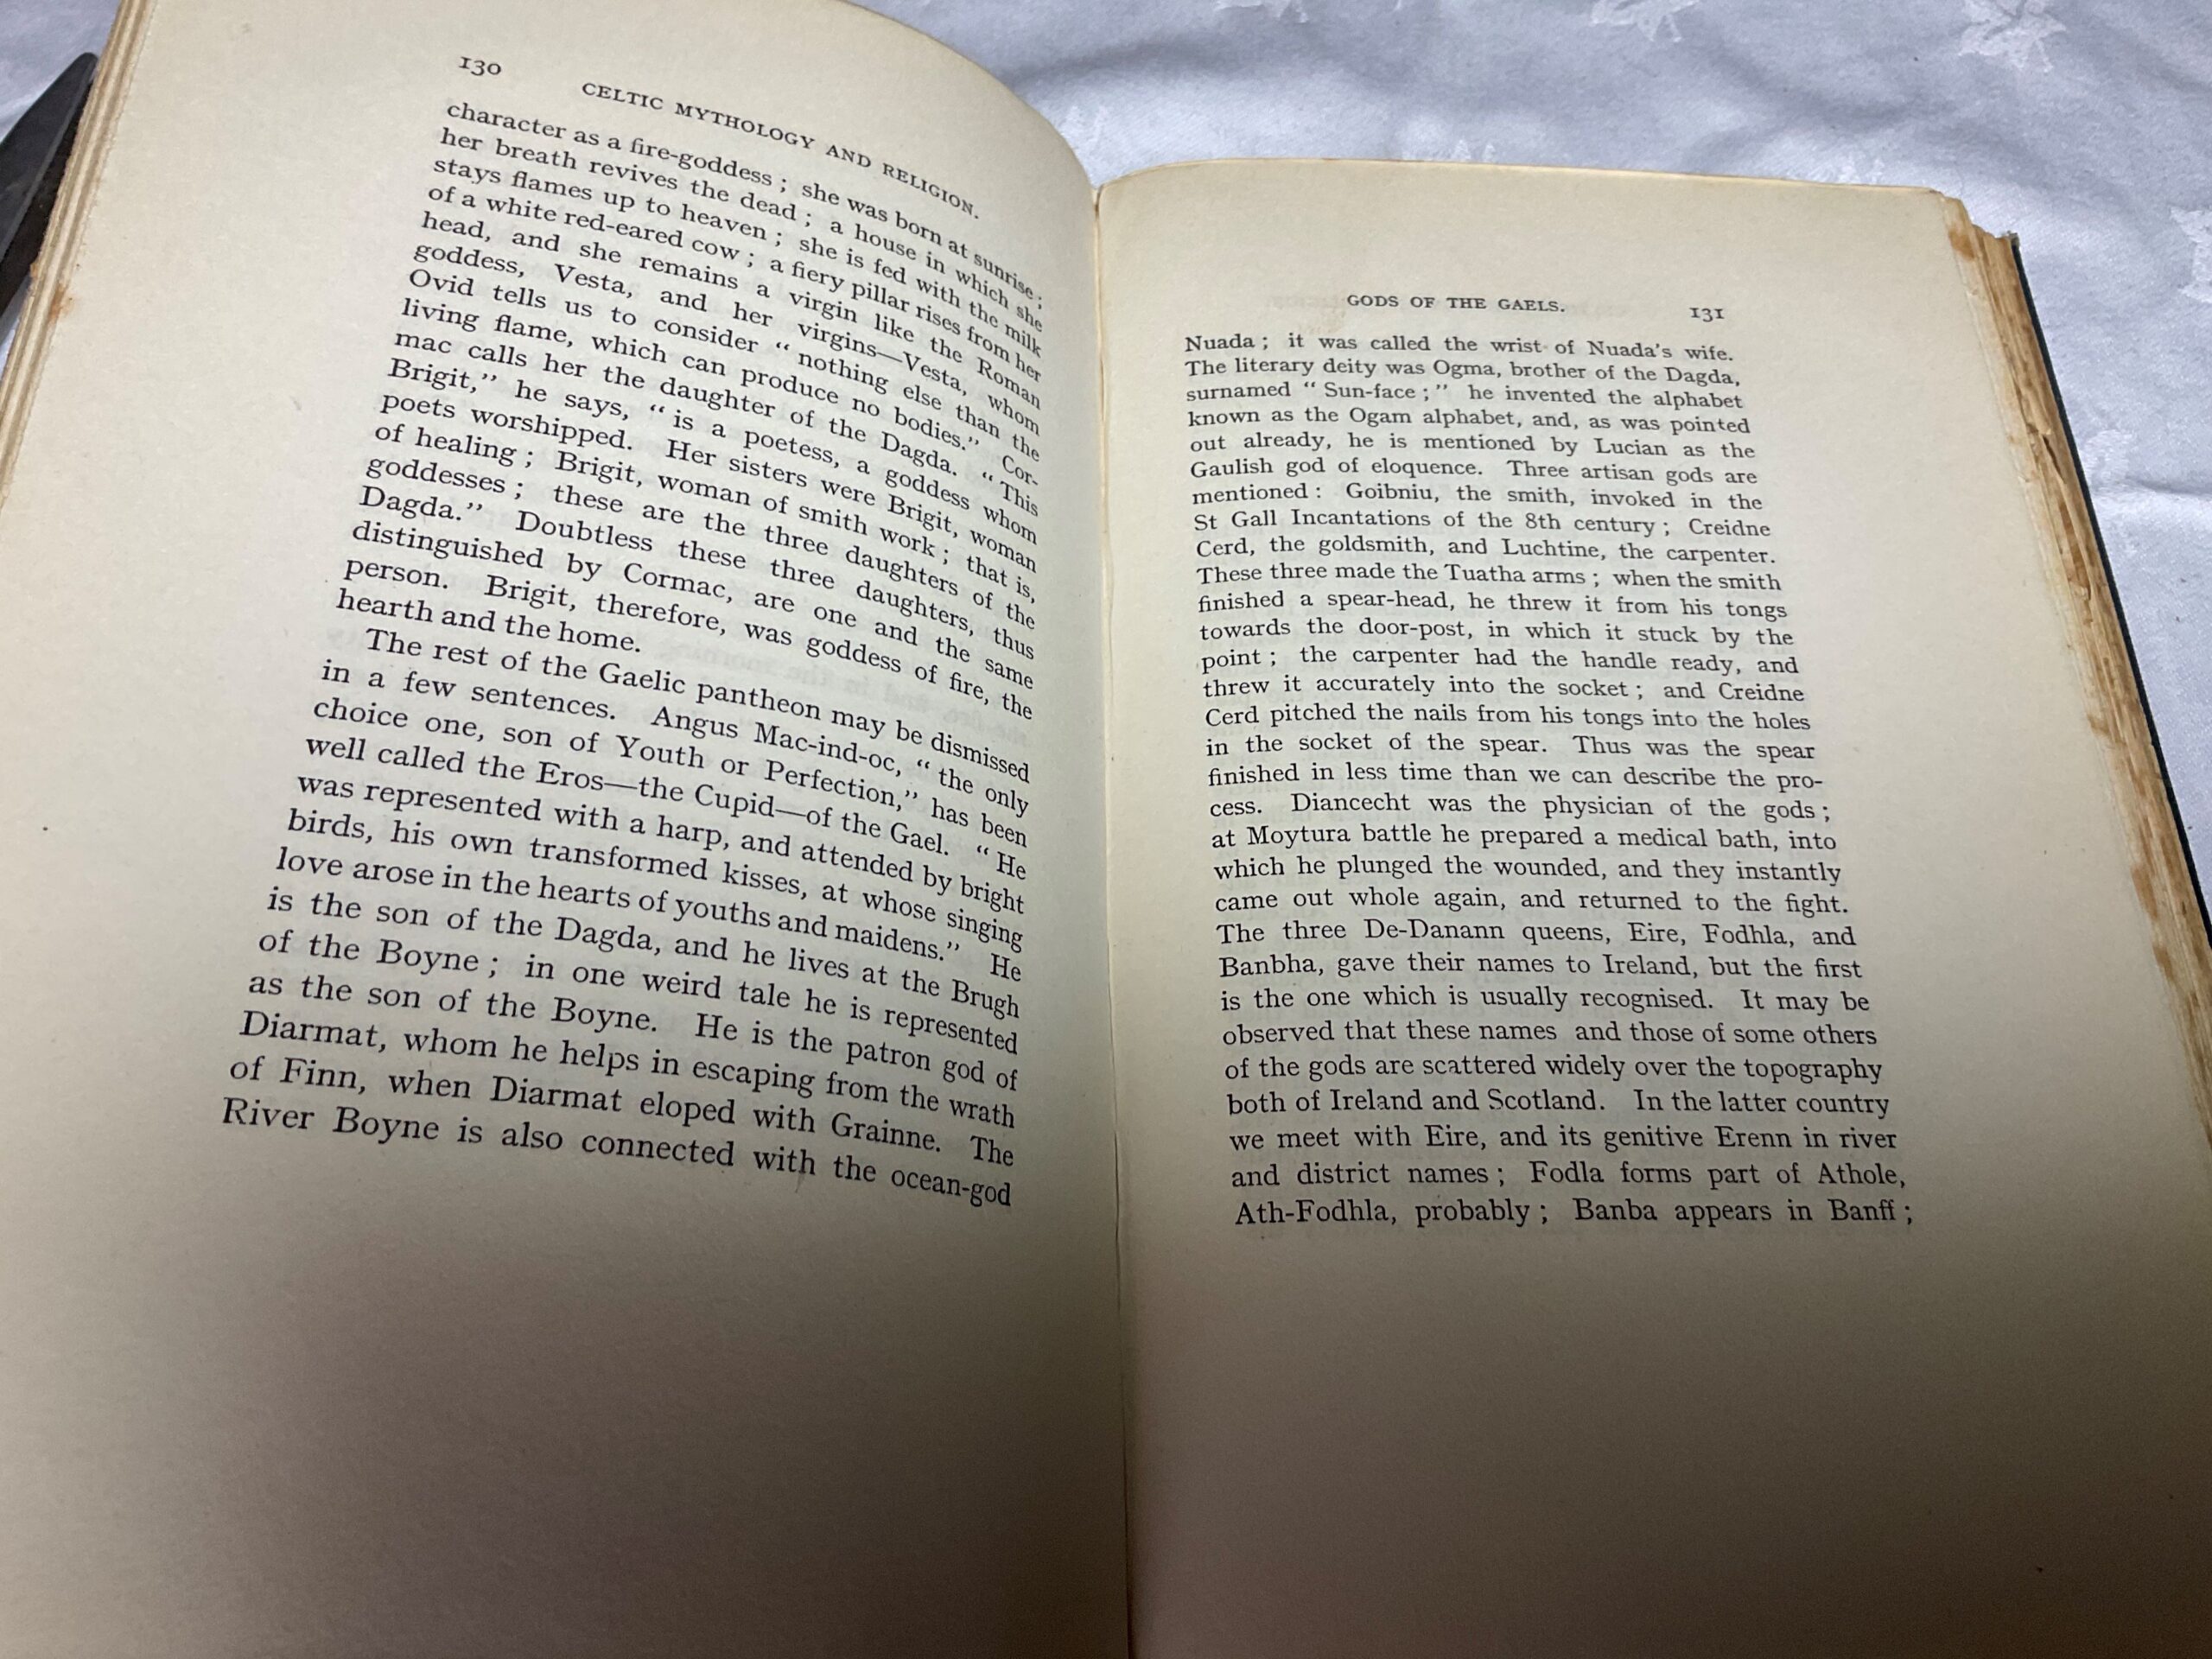 130
CELTIC MYTHOLOGY AND RELIGION.
character as a fire-goddess ; she was born at sunrise ;
her breath revives the dead ; a house in which she
stays flames up to heaven ; she is fed with the milk
of a white red-eared cow ; a fiery pillar rises from her
head, and she remains a virgin like the Roman
goddess, Vesta, and her virgins—Vesta, whom
Ovid tells us to consider “ nothing else than the
living flame, which can produce no bodies.” Cor-
mac calls her the daughter of the Dagda. “ This
Brigit,” he says, “ is a poetess, a goddess whom
poets worshipped. Her sisters were Brigit, woman
of healing ; Brigit, woman of smith work ; that is,
goddesses ; these are the three daughters of the
Dagda.” Doubtless these three daughters, thus
distinguished by Cormac, are one and the same
person. Brigit, therefore, was goddess of fire, the
hearth and the home.
The rest of the Gaelic pantheon may be dismissed
in a few sentences. Angus Mac-ind-oc, “ the only
choice one, son of Youth or Perfection,” has been
well called the Eros—the Cupid—of the Gael. “ He
was represented with a harp, and attended by bright
birds, his own transformed kisses, at whose singing
love arose in the hearts of youths and maidens.” He
is the son of the Dagda, and he lives at the Brugh
of the Boyne ; in one weird tale he is represented
as the son of the Boyne. He is the patron god of
Diarmat, whom he helps in escaping from the wrath
of Finn, when Diarmat eloped with Grainne. The
River Boyne is also connected with the ocean-god
GODS OF THE GAELS. 131
Nuada ; it was called the wrist of Nuada's wife.
The literary deity was Ogma, brother of the Dagda,
surnamed “ Sun-face ; ” he invented the alphabet
known as the Ogam alphabet, and, as was pointed
out already, he is mentioned by Lucian as the
Gaulish god of eloquence. Three artisan gods are
mentioned : Goibniu, the smith, invoked in the
St Gall Incantations of the 8th century ; Creidne
Cerd, the goldsmith, and Luchtine, the carpenter.
These three made the Tuatha arms ; when the smith
finished a spear-head, he threw it from his tongs
towards the door-post, in which it stuck by the
point ; the carpenter had the handle ready, and
threw it accurately into the socket ; and Creidne
Cerd pitched the nails from his tongs into the holes
in the socket of the spear. Thus was the spear
finished in less time than we can describe the pro-
cess. Diancecht was the physician of the gods ;
at Moytura battle he prepared a medical bath, into
which he plunged the wounded, and they instantly
came out whole again, and returned to the fight.
The three De-Danann queens, Eire, Fodhla, and
Banbha, gave their names to Ireland, but the first
is the one which is usually recognised. It may be
observed that these names and those of some others
of the gods are scattered widely over the topography
both of Ireland and Scotland. In the latter country
we meet with Eire, and its genitive Erenn in river
and district names ; Fodla forms part of Athole,
Ath-Fodhla, probably ; Banba appears in Banff ;